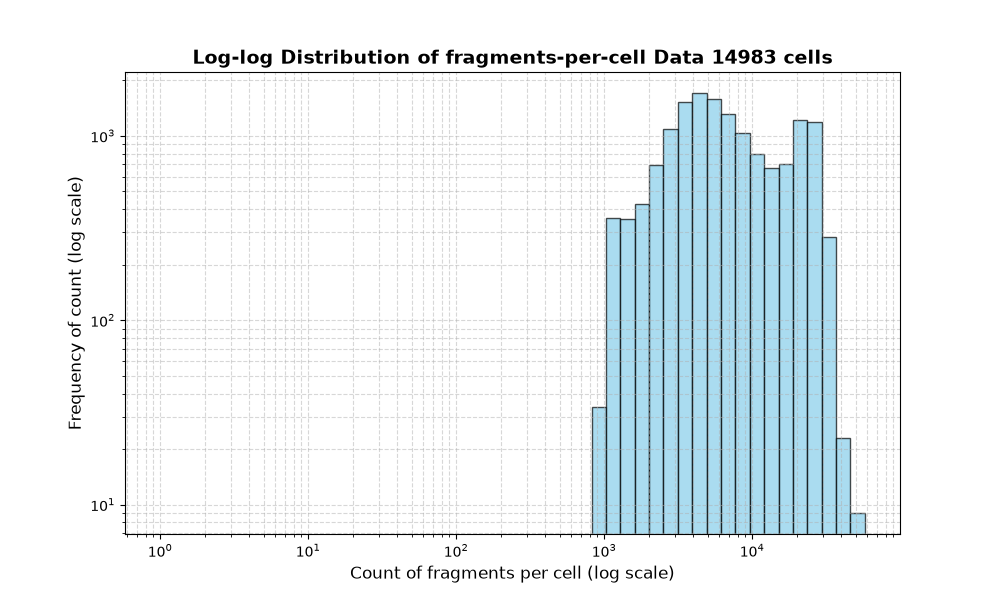 Log-log Distribution of fragments-per-cell Data 14983 cells
Frequency of count (log scale)
10³
10²
10¹
10⁰ 10¹ 10² 10³ 10⁴
Count of fragments per cell (log scale)